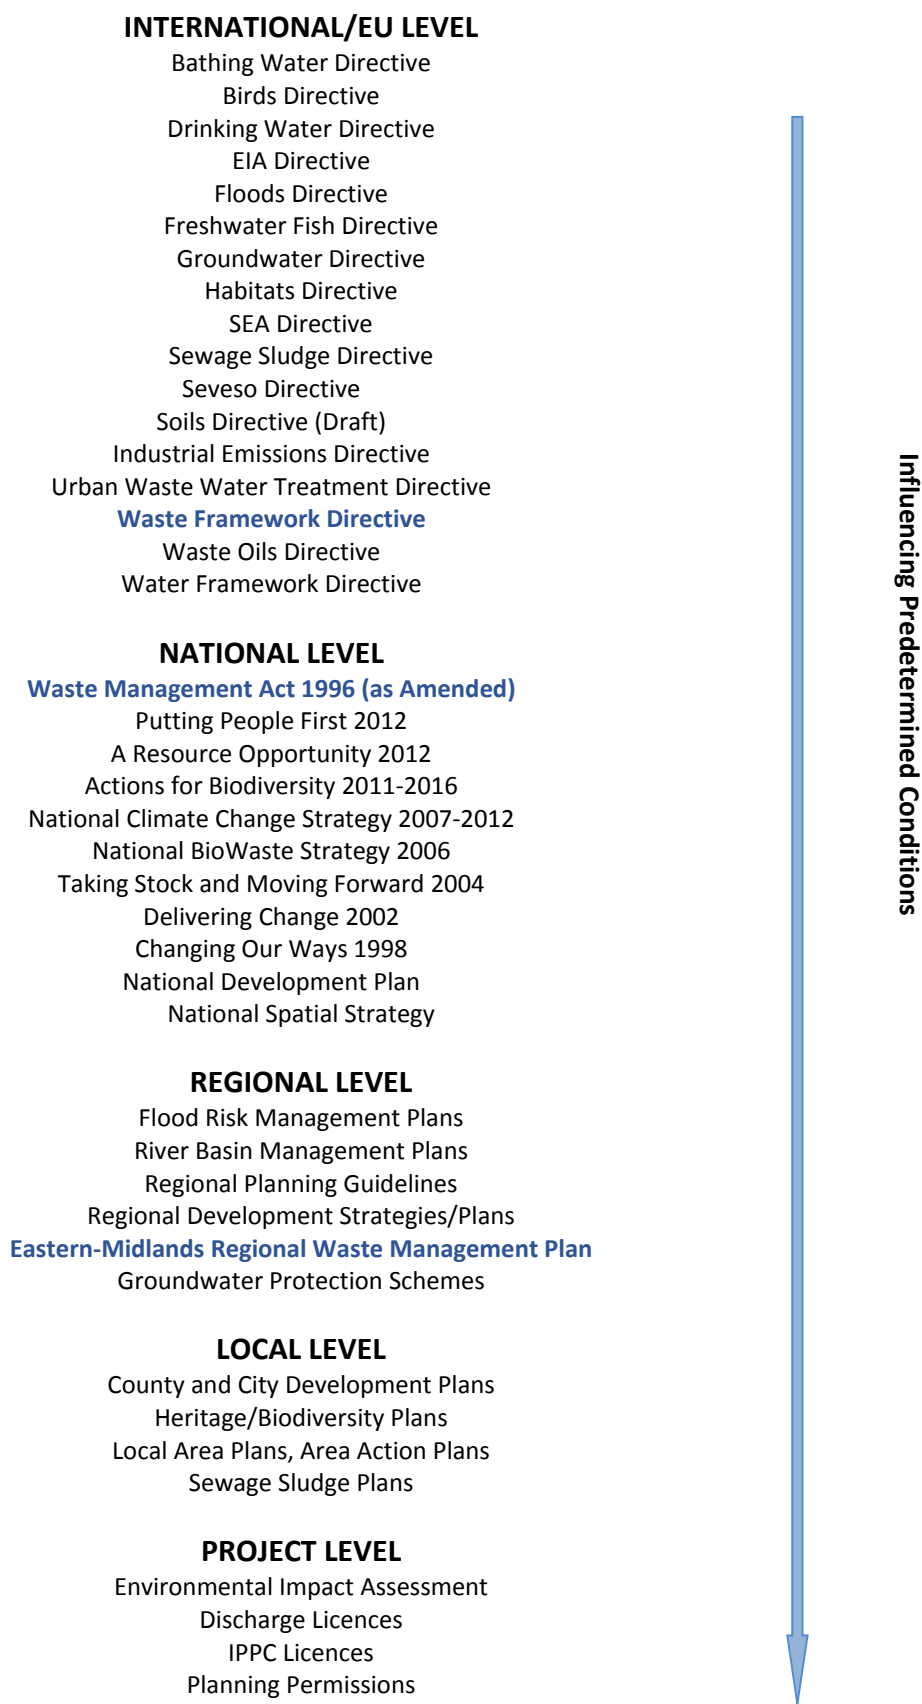 INTERNATIONAL/EU LEVEL
Bathing Water Directive
Birds Directive
Drinking Water Directive
EIA Directive
Floods Directive
Freshwater Fish Directive
Groundwater Directive
Habitats Directive
SEA Directive
Sewage Sludge Directive
Seveso Directive
Soils Directive (Draft)
Industrial Emissions Directive
Urban Waste Water Treatment Directive
Waste Framework Directive
Waste Oils Directive
Water Framework Directive
NATIONAL LEVEL
Waste Management Act 1996 (as Amended)
Putting People First 2012
A Resource Opportunity 2012
Actions for Biodiversity 2011-2016
National Climate Change Strategy 2007-2012
National BioWaste Strategy 2006
Taking Stock and Moving Forward 2004
Delivering Change 2002
Changing Our Ways 1998
National Development Plan
National Spatial Strategy
REGIONAL LEVEL
Flood Risk Management Plans
River Basin Management Plans
Regional Planning Guidelines
Regional Development Strategies/Plans
Eastern-Midlands Regional Waste Management Plan
Groundwater Protection Schemes
LOCAL LEVEL
County and City Development Plans
Heritage/Biodiversity Plans
Local Area Plans, Area Action Plans
Sewage Sludge Plans
PROJECT LEVEL
Environmental Impact Assessment
Discharge Licences
IPPC Licences
Planning Permissions
Influencing Predetermined Conditions